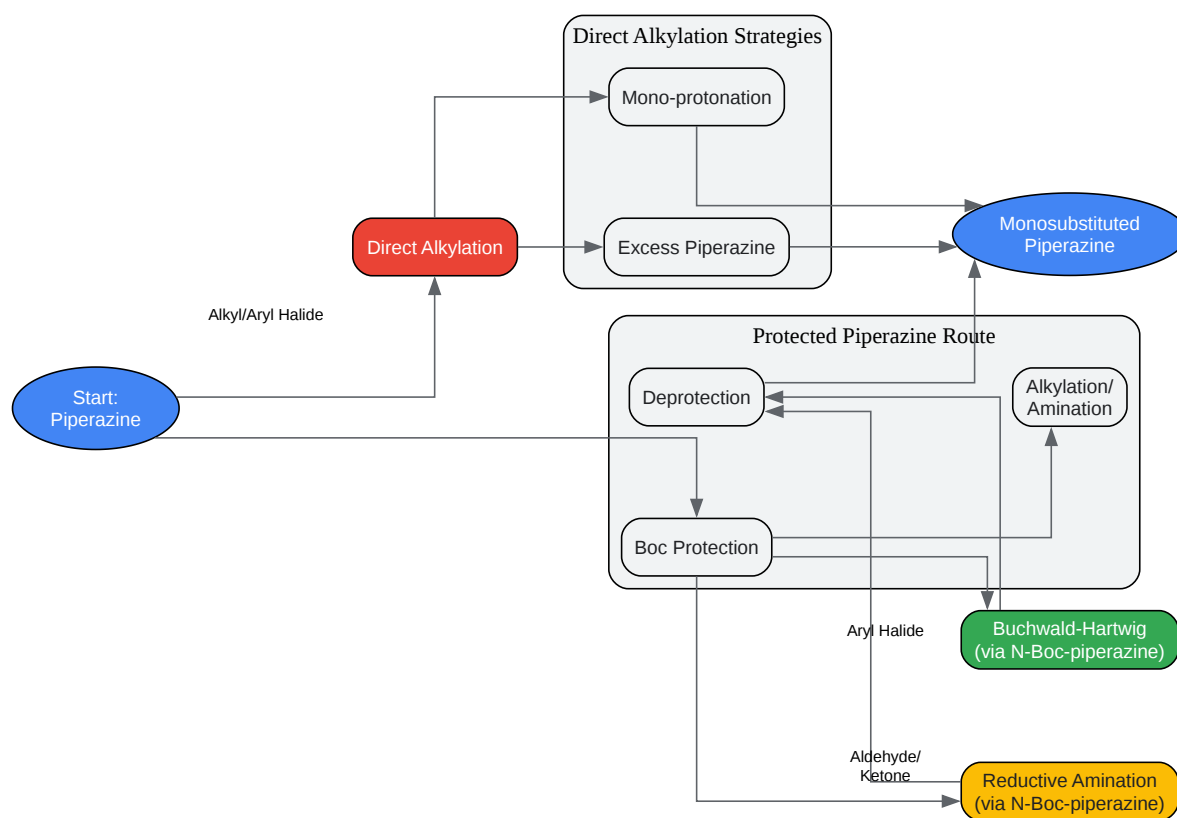 Direct Alkylation Strategies
Mono-protonation
Direct Alkylation
Excess Piperazine
Monosubstituted
Piperazine
Alkyl/Aryl Halide
Protected Piperazine Route
Start:
Piperazine
Deprotection
Alkylation/
Amination
Boc Protection
Aryl Halide
Buchwald-Hartwig
(via N-Boc-piperazine)
Aldehyde/
Ketone
Reductive Amination
(via N-Boc-piperazine)